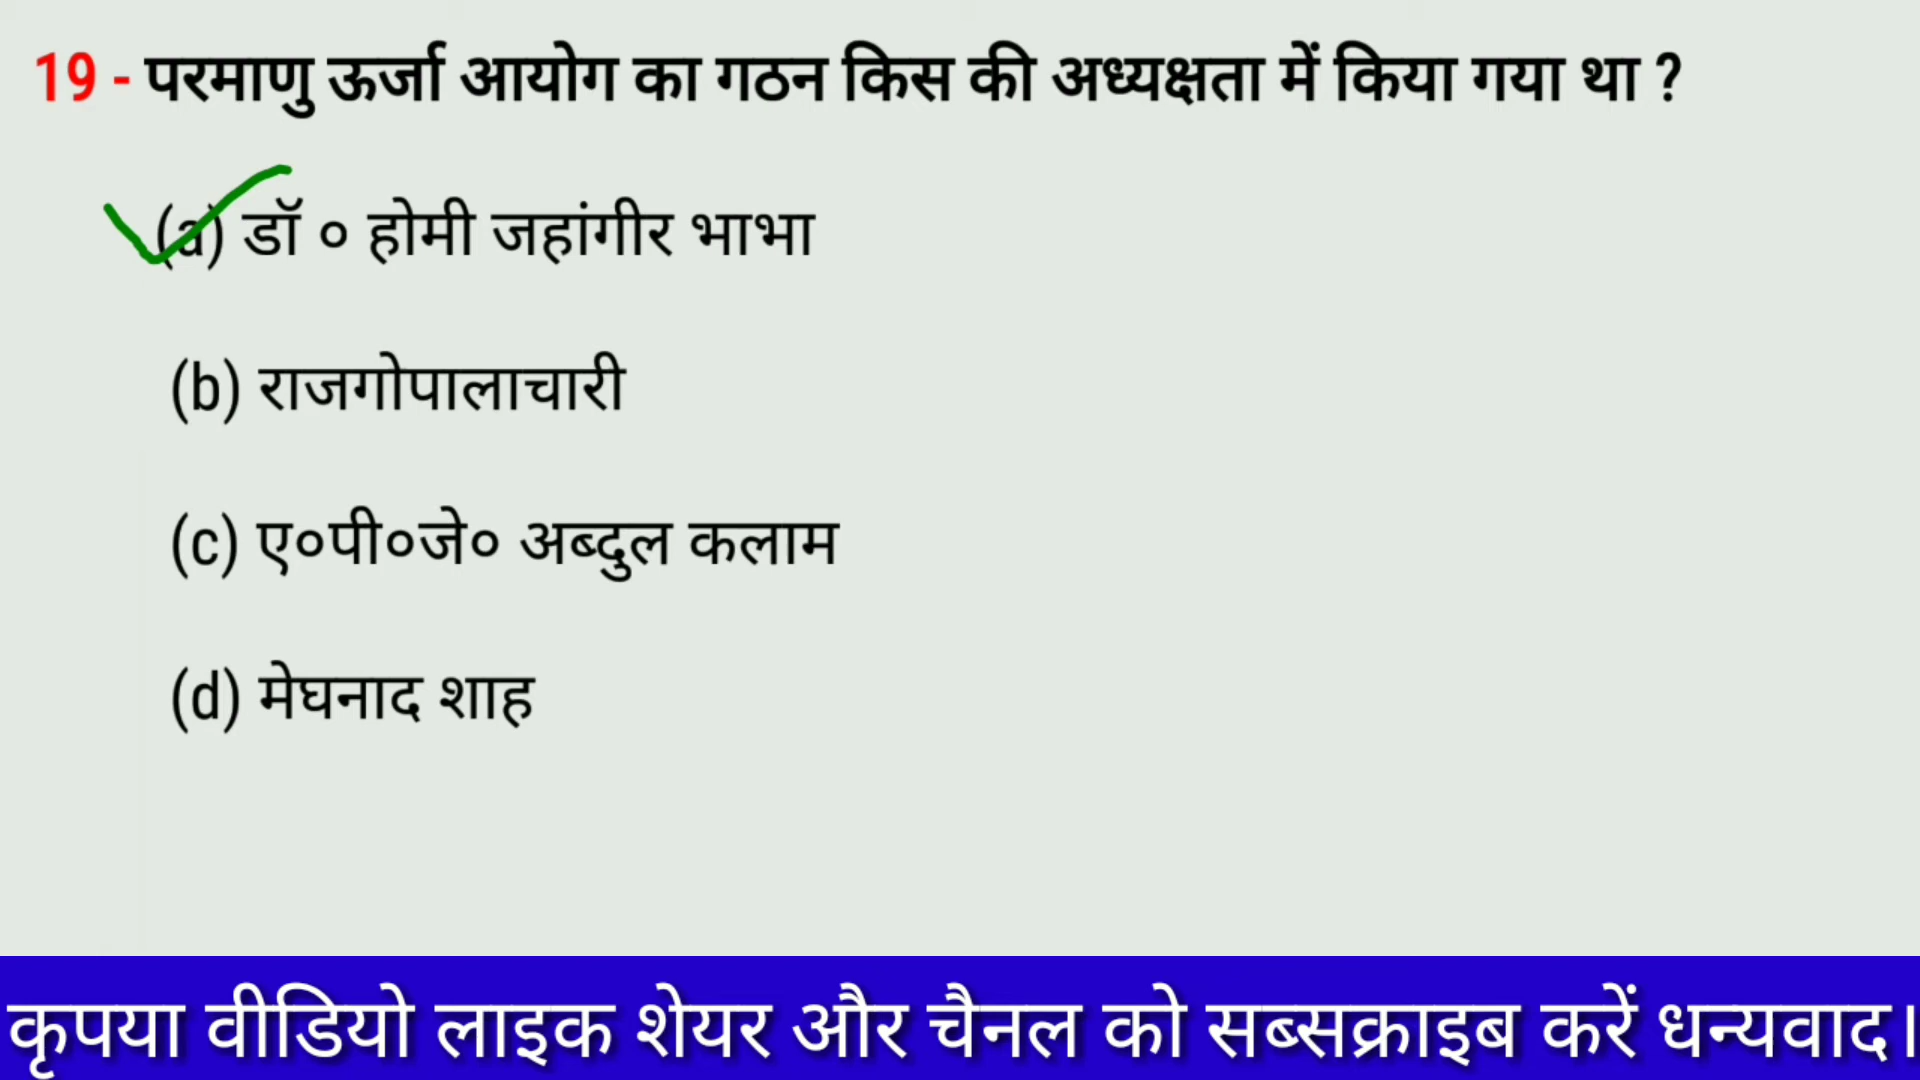 19 - परमाणु ऊर्जा आयोग का गठन किस की अध्यक्षता में किया गया था ?
(a) डॉ ० होमी जहांगीर भाभा
(b) राजगोपालाचारी
(c) ए०पी०जे० अब्दुल कलाम
(d) मेघनाद शाह
कृपया वीडियो लाइक शेयर और चैनल को सब्सक्राइब करें धन्यवाद।